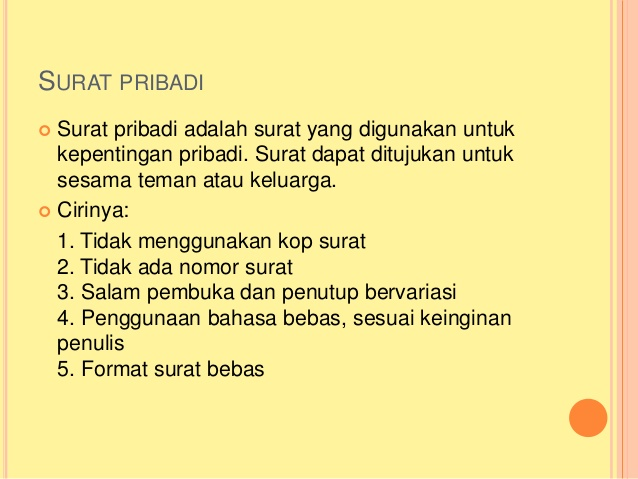 SURAT PRIBADI
Surat pribadi adalah surat yang digunakan untuk
kepentingan pribadi. Surat dapat ditujukan untuk
sesama teman atau keluarga.
Cirinya:
1. Tidak menggunakan kop surat
2. Tidak ada nomor surat
3. Salam pembuka dan penutup bervariasi
4. Penggunaan bahasa bebas, sesuai keinginan
penulis
5. Format surat bebas